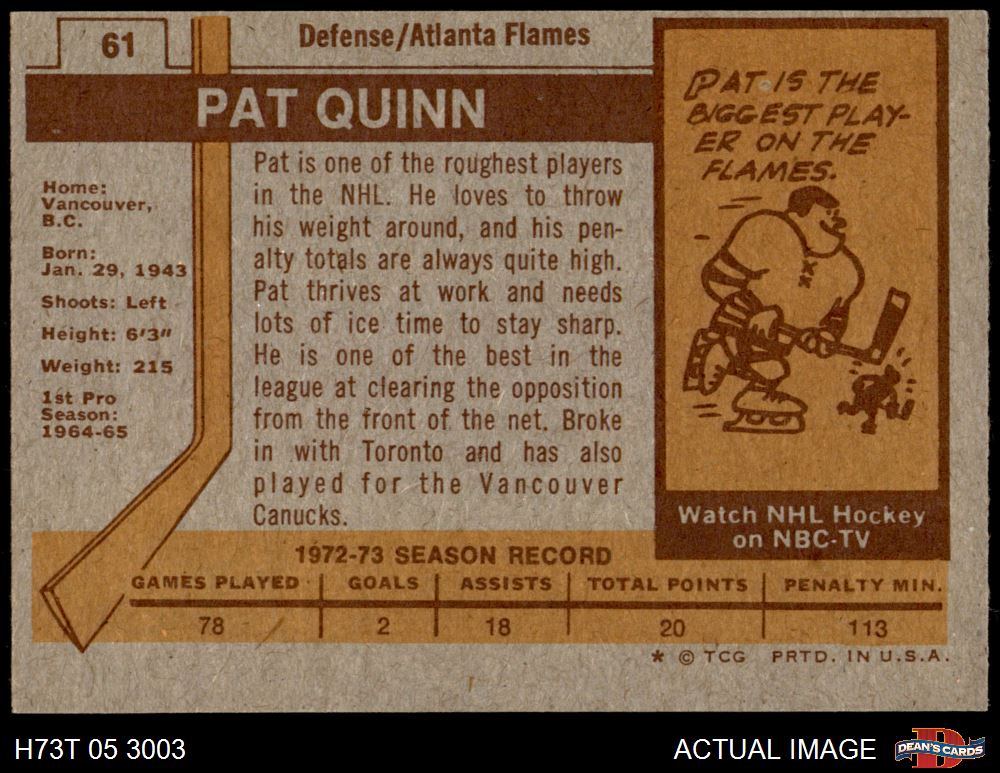 61
Defense/Atlanta Flames
PAT QUINN
Home:
Vancouver,
B.C.
Born:
Jan. 29, 1943
Shoots: Left
Height: 6'3"
Weight: 215
1st Pro
Season:
1964-65
Pat is one of the roughest players
in the NHL. He loves to throw
his weight around, and his pen-
alty totals are always quite high.
Pat thrives at work and needs
lots of ice time to stay sharp.
He is one of the best in the
league at clearing the opposition
from the front of the net. Broke
in with Toronto and has also
played for the Vancouver
Canucks.
PAT IS THE
BIGGEST PLAY-
ER ON THE
FLAMES.
Watch NHL Hockey
on NBC-TV
1972-73 SEASON RECORD
GAMES PLAYED GOALS ASSISTS TOTAL POINTS PENALTY MIN.
78 2 18 20 113
* © TCG PRTD. IN U.S.A.
H73T 05 3003
ACTUAL IMAGE
DEAN'S CARDS